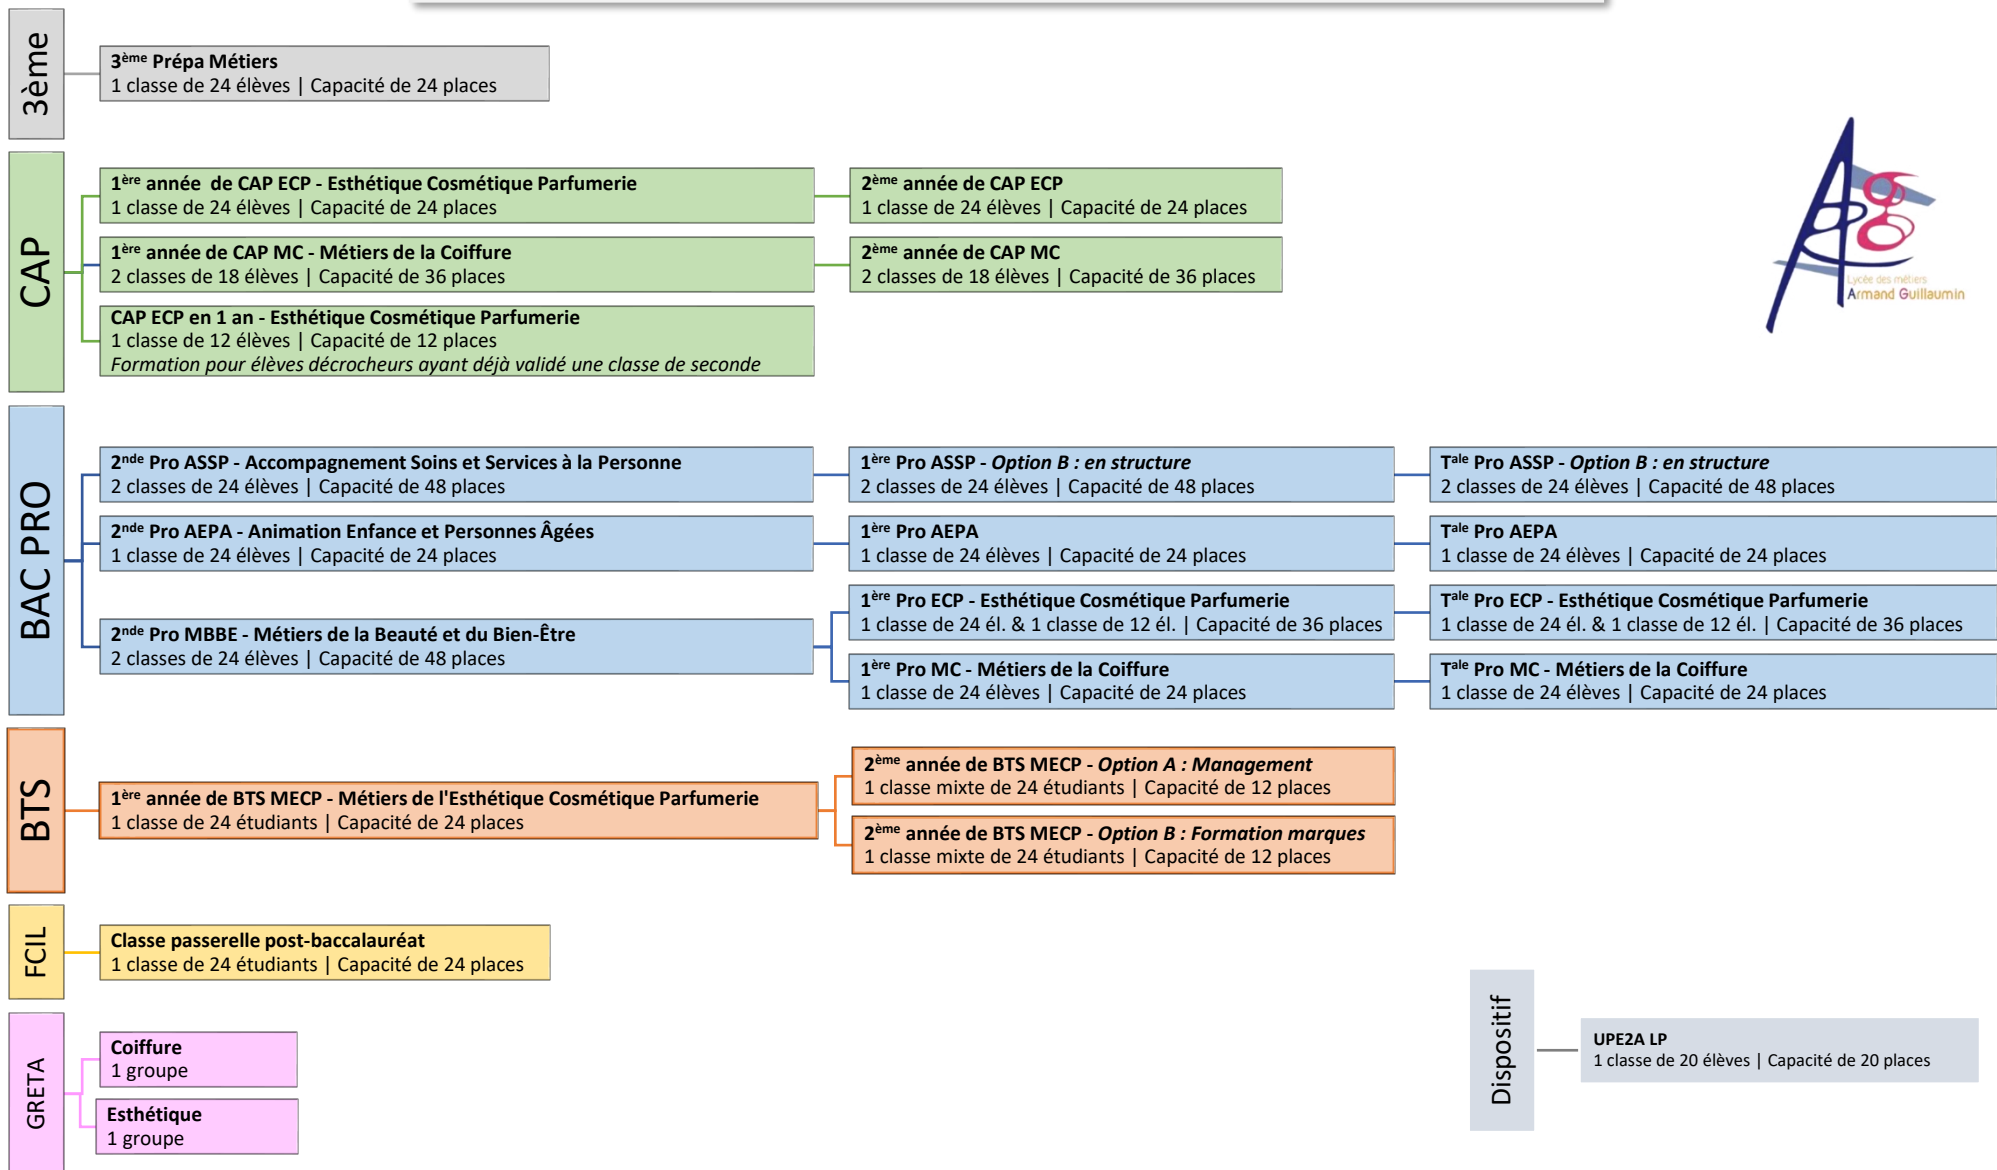 3ème
3ème Prépa Métiers
1 classe de 24 élèves | Capacité de 24 places
CAP
1ère année  de CAP ECP - Esthétique Cosmétique Parfumerie
1 classe de 24 élèves | Capacité de 24 places
2ème année de CAP ECP
1 classe de 24 élèves | Capacité de 24 places
1ère année de CAP MC - Métiers de la Coiffure
2 classes de 18 élèves | Capacité de 36 places
2ème année de CAP MC
2 classes de 18 élèves | Capacité de 36 places
CAP ECP en 1 an - Esthétique Cosmétique Parfumerie
1 classe de 12 élèves | Capacité de 12 places
Formation pour élèves décrocheurs ayant déjà validé une classe de seconde
Ag
Lycée des métiers
Armand Guillaumin
BAC PRO
2nde Pro ASSP - Accompagnement Soins et Services à la Personne
2 classes de 24 élèves | Capacité de 48 places
1ère Pro ASSP - Option B : en structure
2 classes de 24 élèves | Capacité de 48 places
Tale Pro ASSP - Option B : en structure
2 classes de 24 élèves | Capacité de 48 places
2nde Pro AEPA - Animation Enfance et Personnes Âgées
1 classe de 24 élèves | Capacité de 24 places
1ère Pro AEPA
1 classe de 24 élèves | Capacité de 24 places
Tale Pro AEPA
1 classe de 24 élèves | Capacité de 24 places
2nde Pro MBBE - Métiers de la Beauté et du Bien-Être
2 classes de 24 élèves | Capacité de 48 places
1ère Pro ECP - Esthétique Cosmétique Parfumerie
1 classe de 24 él. & 1 classe de 12 él. | Capacité de 36 places
Tale Pro ECP - Esthétique Cosmétique Parfumerie
1 classe de 24 él. & 1 classe de 12 él. | Capacité de 36 places
1ère Pro MC - Métiers de la Coiffure
1 classe de 24 élèves | Capacité de 24 places
Tale Pro MC - Métiers de la Coiffure
1 classe de 24 élèves | Capacité de 24 places
BTS
1ère année de BTS MECP - Métiers de l'Esthétique Cosmétique Parfumerie
1 classe de 24 étudiants | Capacité de 24 places
2ème année de BTS MECP - Option A : Management
1 classe mixte de 24 étudiants | Capacité de 12 places
2ème année de BTS MECP - Option B : Formation marques
1 classe mixte de 24 étudiants | Capacité de 12 places
FCIL
Classe passerelle post-baccalauréat
1 classe de 24 étudiants | Capacité de 24 places
GRETA
Coiffure
1 groupe
Esthétique
1 groupe
Dispositif
UPE2A LP
1 classe de 20 élèves | Capacité de 20 places